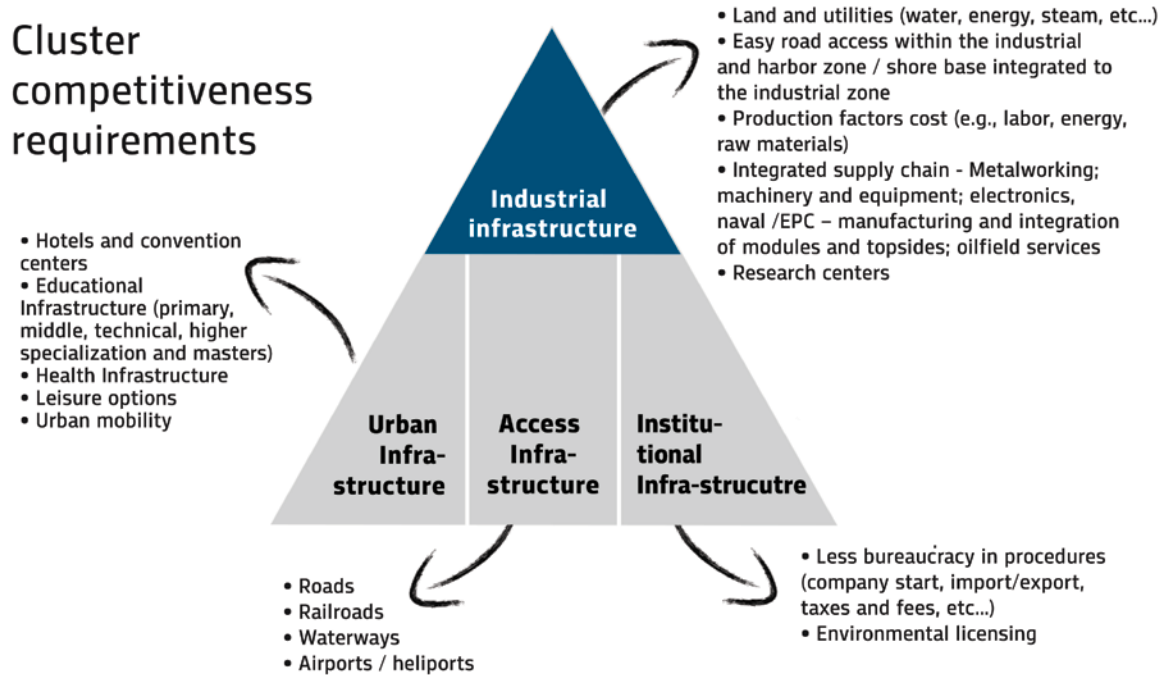 Cluster
competitiveness
requirements
• Land and utilities (water, energy, steam, etc...)
• Easy road access within the industrial
and harbor zone / shore base integrated to
the industrial zone
• Production factors cost (e.g., labor, energy,
raw materials)
• Integrated supply chain - Metalworking;
machinery and equipment; electronics,
naval /EPC – manufacturing and integration
of modules and topsides; oilfield services
• Research centers
Industrial
infrastructure
• Hotels and convention
centers
• Educational
Infrastructure (primary,
middle, technical, higher
specialization and masters)
• Health Infrastructure
• Leisure options
• Urban mobility
Urban
Infra-
structure
Access
Infra-
structure
Institu-
tional
Infra-strucutre
• Roads
• Railroads
• Waterways
• Airports / heliports
• Less bureaucracy in procedures
(company start, import/export,
taxes and fees, etc...)
• Environmental licensing